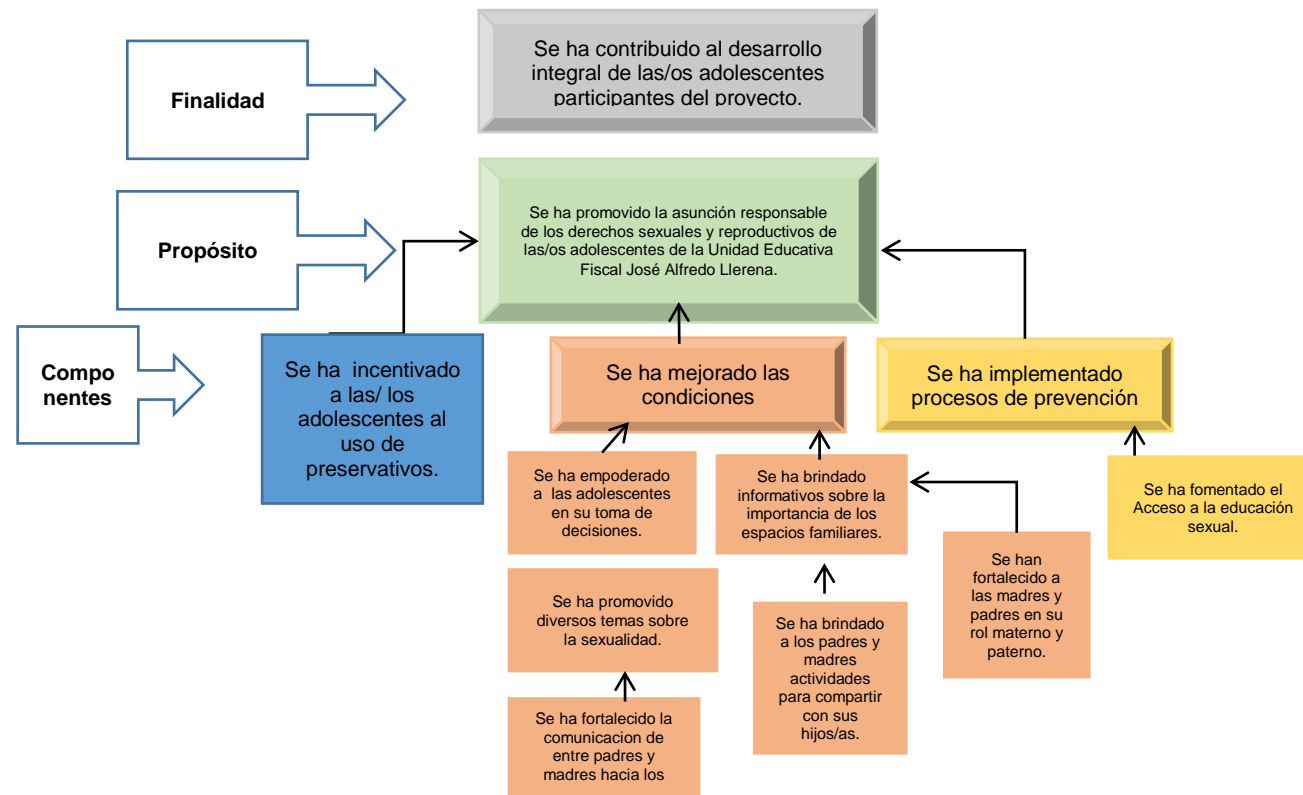 Finalidad
Se ha contribuido al desarrollo
integral de las/os adolescentes
participantes del proyecto.
Propósito
Se ha promovido la asunción responsable
de los derechos sexuales y reproductivos de
las/os adolescentes de la Unidad Educativa
Fiscal José Alfredo Llerena.
Compo
nentes
Se ha incentivado
a las/ los
adolescentes al
uso de
preservativos.
Se ha mejorado las
condiciones
Se ha implementado
procesos de prevención
Se ha empoderado
a las adolescentes
en su toma de
decisiones.
Se ha brindado
informativos sobre la
importancia de los
espacios familiares.
Se ha fomentado el
Acceso a la educación
sexual.
Se han
fortalecido a
las madres y
padres en su
rol materno y
paterno.
Se ha promovido
diversos temas sobre
la sexualidad.
Se ha brindado
a los padres y
madres
actividades
para compartir
con sus
hijos/as.
Se ha fortalecido la
comunicacion de
entre padres y
madres hacia los